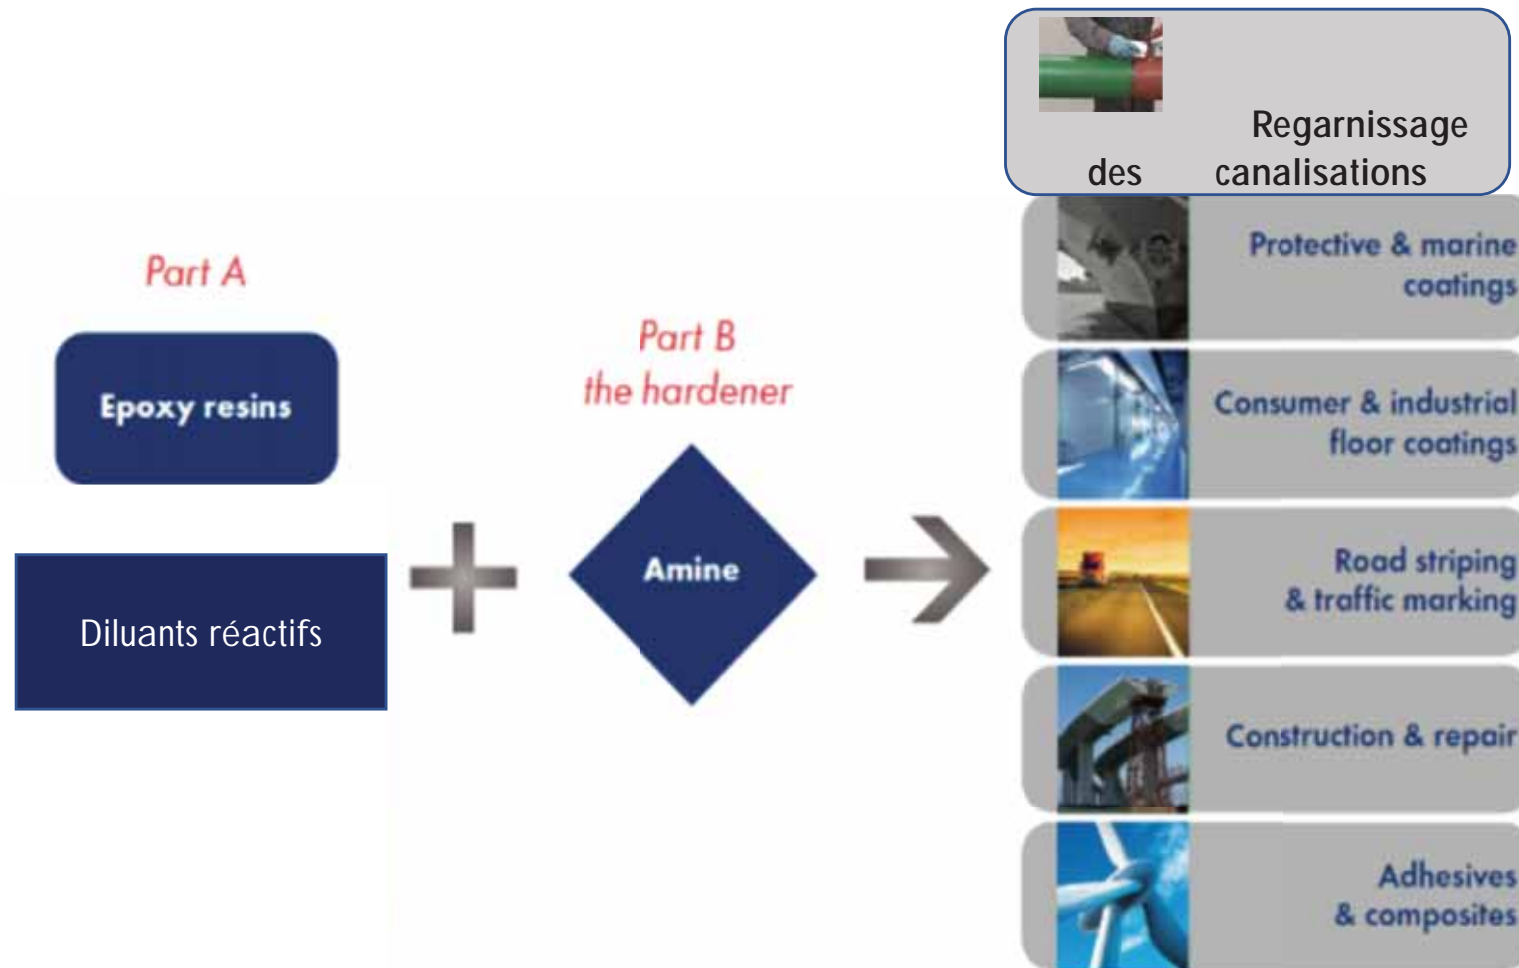 Part A
Epoxy resins
Diluants réactifs
Part B
the hardener
Amine
Regarnissage
des canalisations
Protective & marine
coatings
Consumer & industrial
floor coatings
Road striping
& traffic marking
Construction & repair
Adhesives
& composites